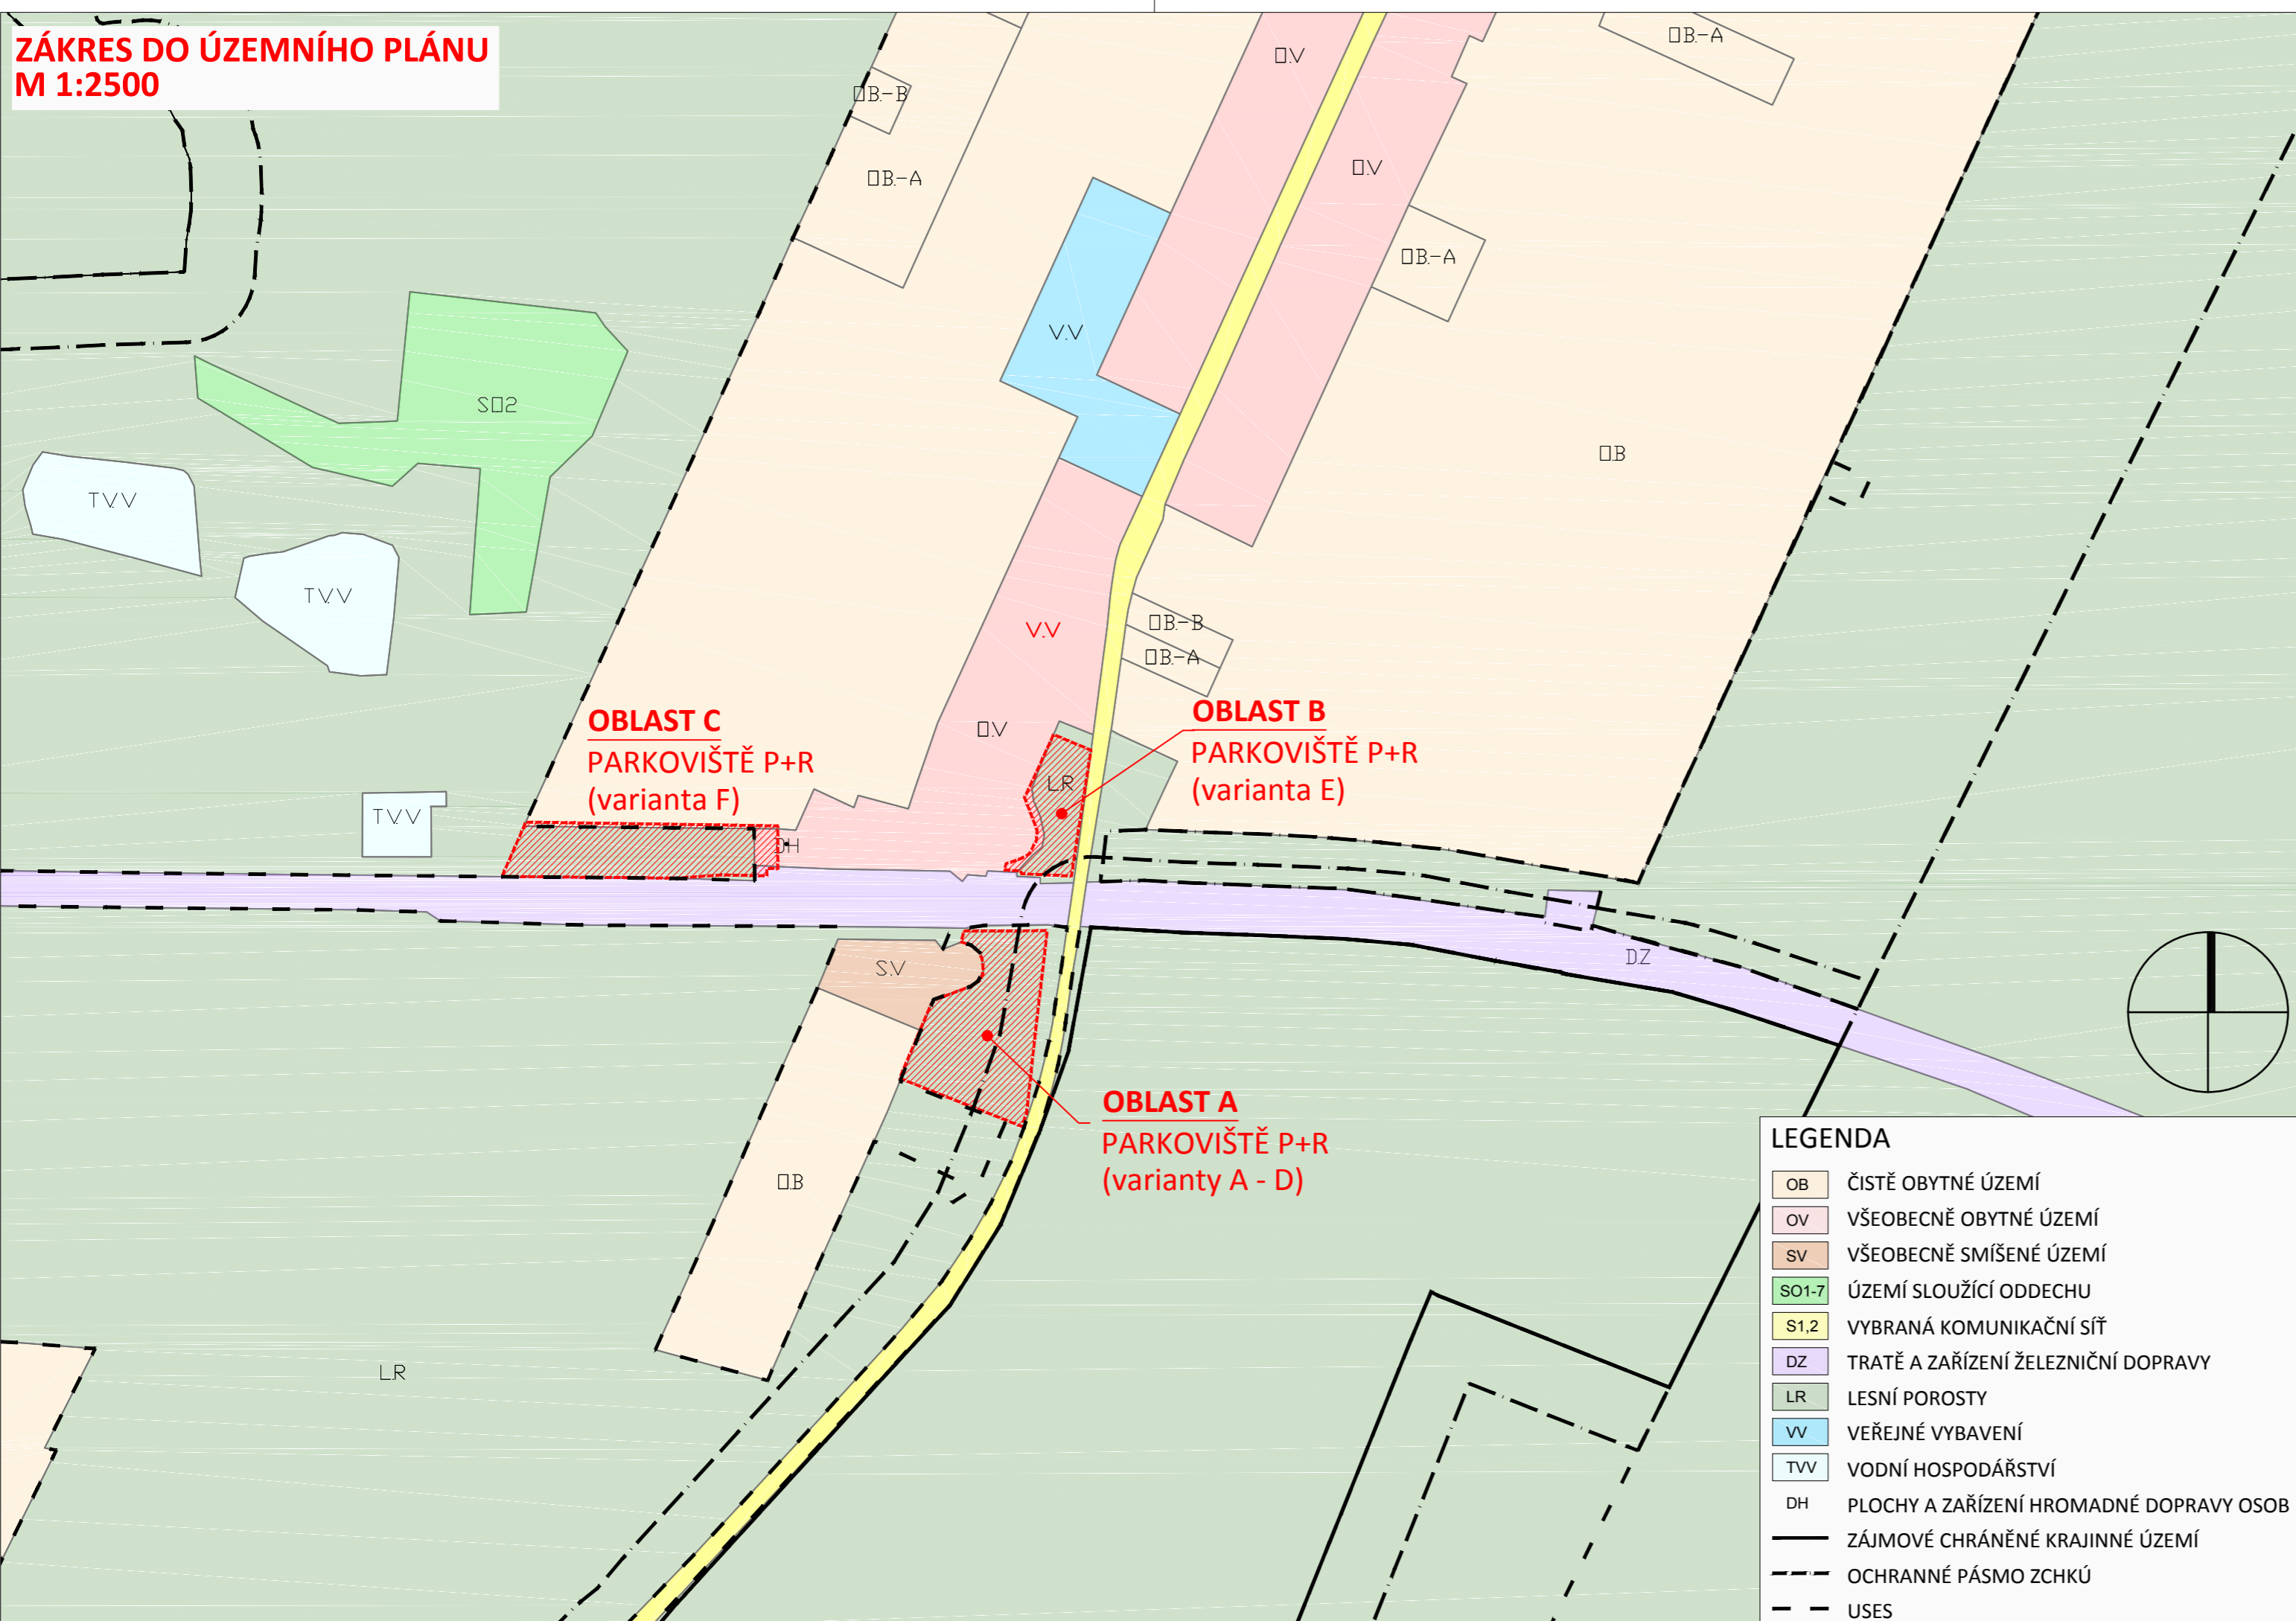 ZÁKRES DO ÚZEMNÍHO PLÁNU
M 1:2500
OV
OB-A
OB-B
OV
OB-A
OB-A
VV
SO2
OB
TVV
TVV
OB-B
VV
OB-A
OBLAST C
PARKOVIŠTĚ P+R
(varianta F)
OBLAST B
PARKOVIŠTĚ P+R
(varianta E)
OV
LR
TVV
DH
DZ
SV
OBLAST A
PARKOVIŠTĚ P+R
(varianty A - D)
OB
LR
LEGENDA
OB ČISTĚ OBYTNÉ ÚZEMÍ
OV VŠEOBECNĚ OBYTNÉ ÚZEMÍ
SV VŠEOBECNĚ SMÍŠENÉ ÚZEMÍ
SO1-7 ÚZEMÍ SLOUŽÍCÍ ODDECHU
S1,2 VYBRANÁ KOMUNIKAČNÍ SÍŤ
DZ TRATĚ A ZAŘÍZENÍ ŽELEZNIČNÍ DOPRAVY
LR LESNÍ POROSTY
VV VEŘEJNÉ VYBAVENÍ
TVV VODNÍ HOSPODÁŘSTVÍ
DH PLOCHY A ZAŘÍZENÍ HROMADNÉ DOPRAVY OSOB
ZÁJMOVÉ CHRÁNĚNÉ KRAJINNÉ ÚZEMÍ
OCHRANNÉ PÁSMO ZCHKÚ
USES